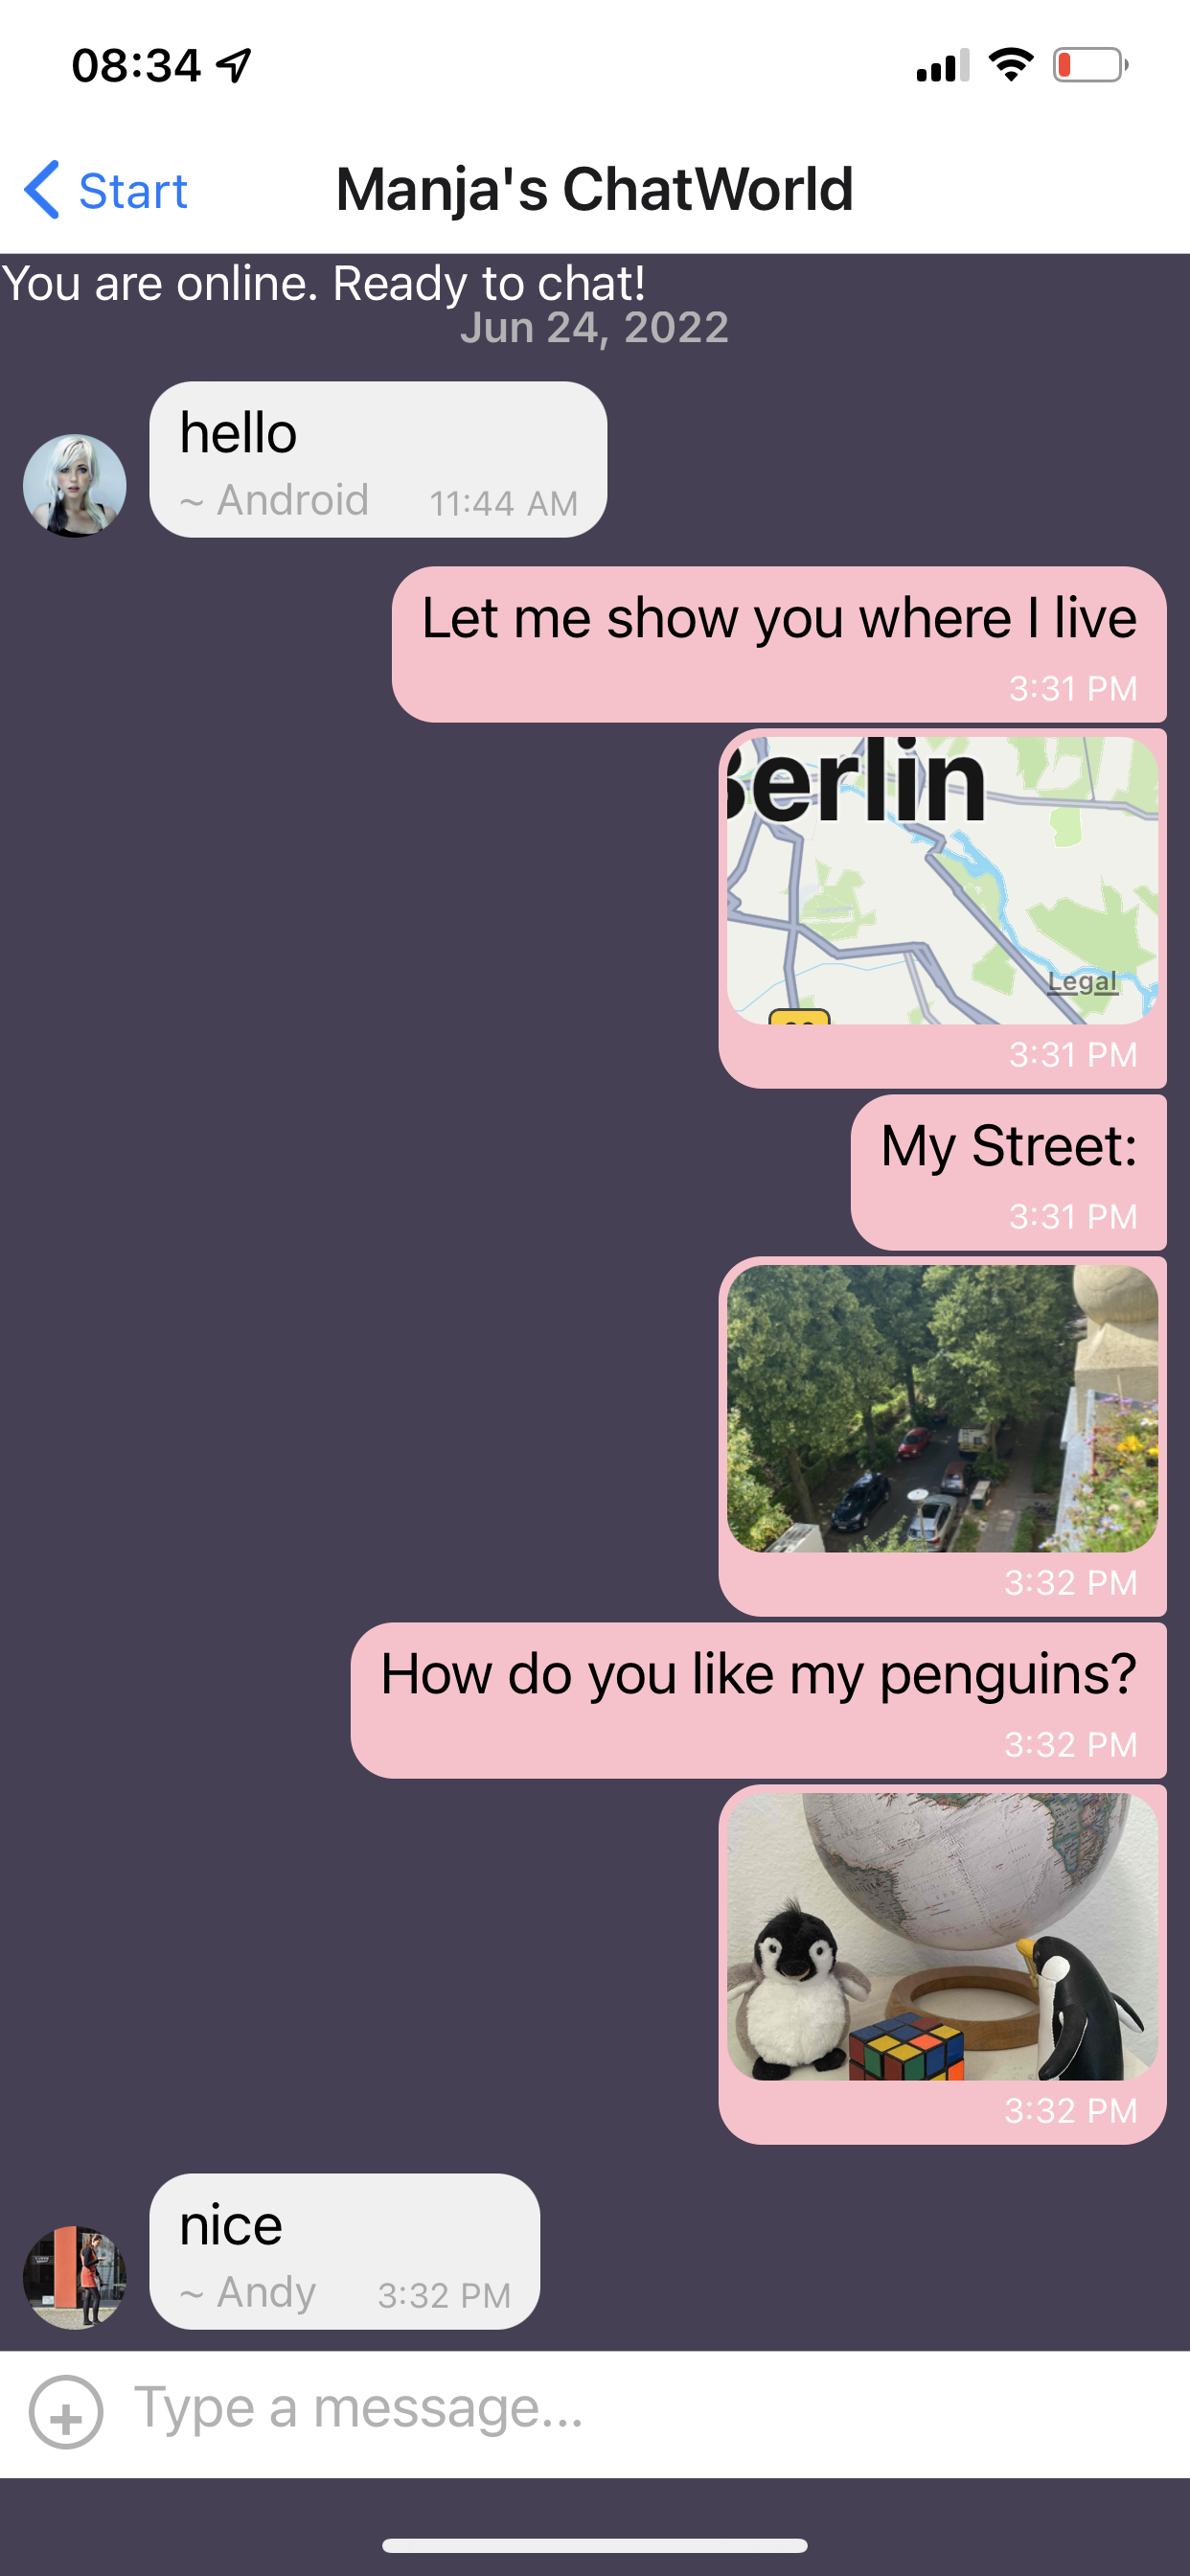 08:34
Start
Manja's ChatWorld
You are online. Ready to chat!
Jun 24, 2022
hello
~ Android 11:44 AM
Let me show you where I live
3:31 PM
Berlin
Legal
3:31 PM
My Street:
3:31 PM
3:32 PM
How do you like my penguins?
3:32 PM
3:32 PM
nice
~ Andy 3:32 PM
Type a message...